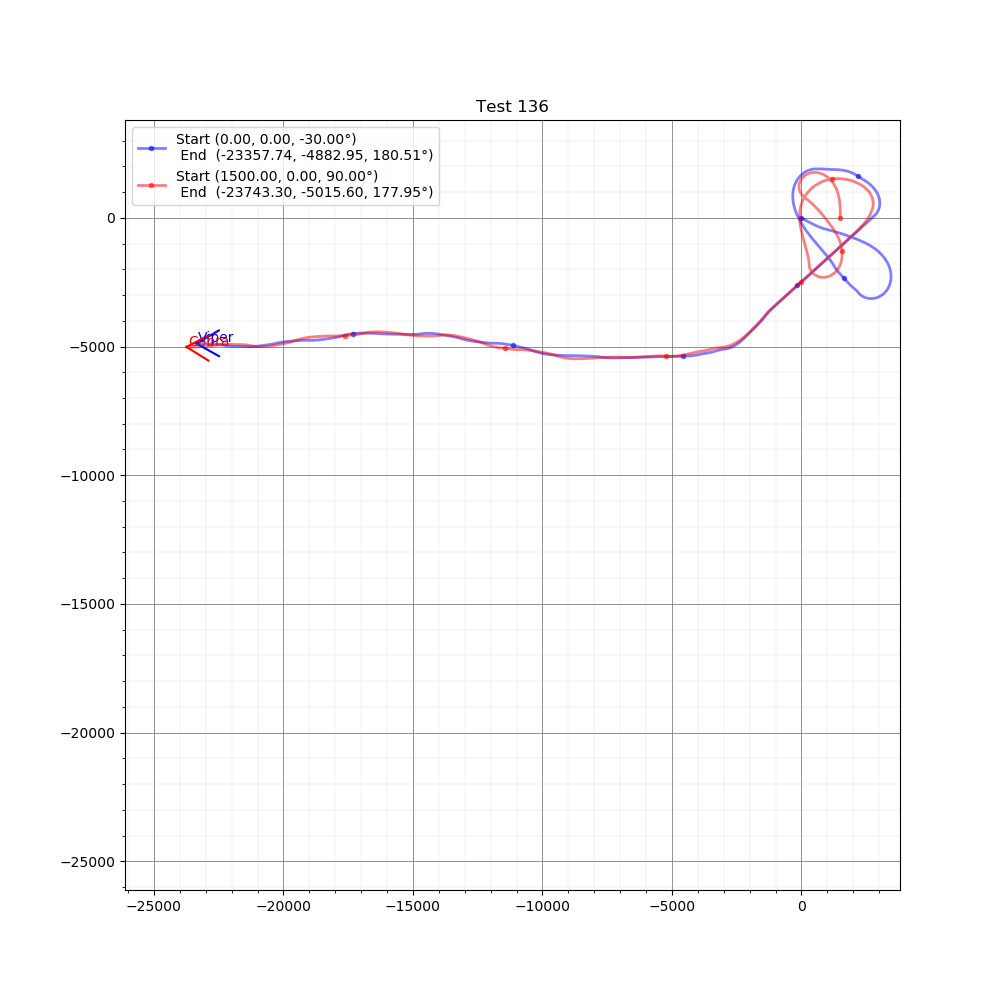 Test 136
Start (0.00, 0.00, -30.00°)
End  (-23357.74, -4882.95, 180.51°)
Start (1500.00, 0.00, 90.00°)
End  (-23743.30, -5015.60, 177.95°)
0
−5000
−10000
−15000
−20000
−25000
Viper
−25000
−20000
−15000
−10000
−5000
0